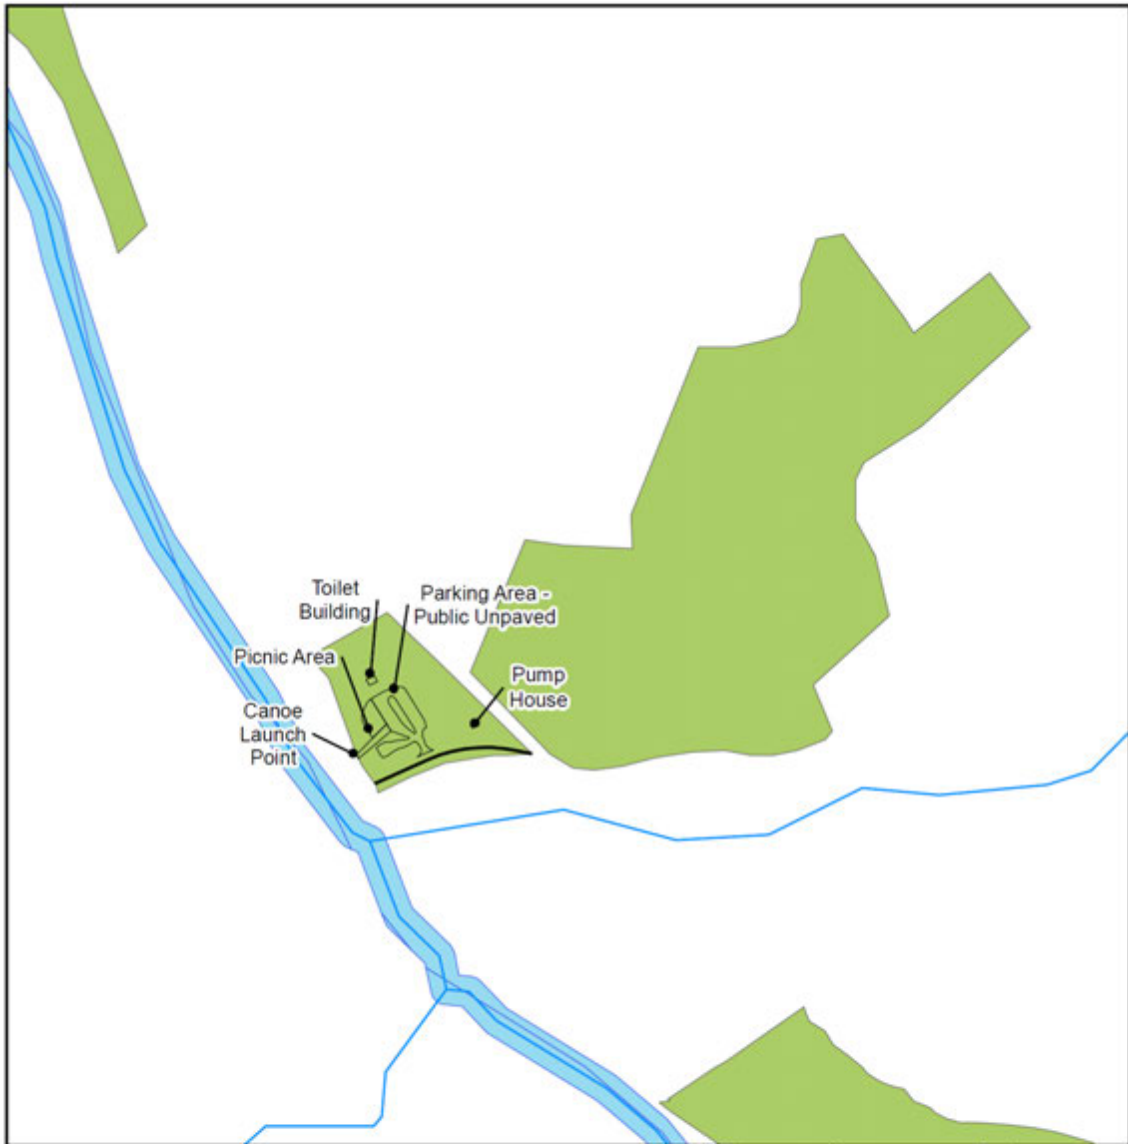 Toilet
Building
Parking Area -
Public Unpaved
Picnic Area
Pump
House
Canoe
Launch
Point